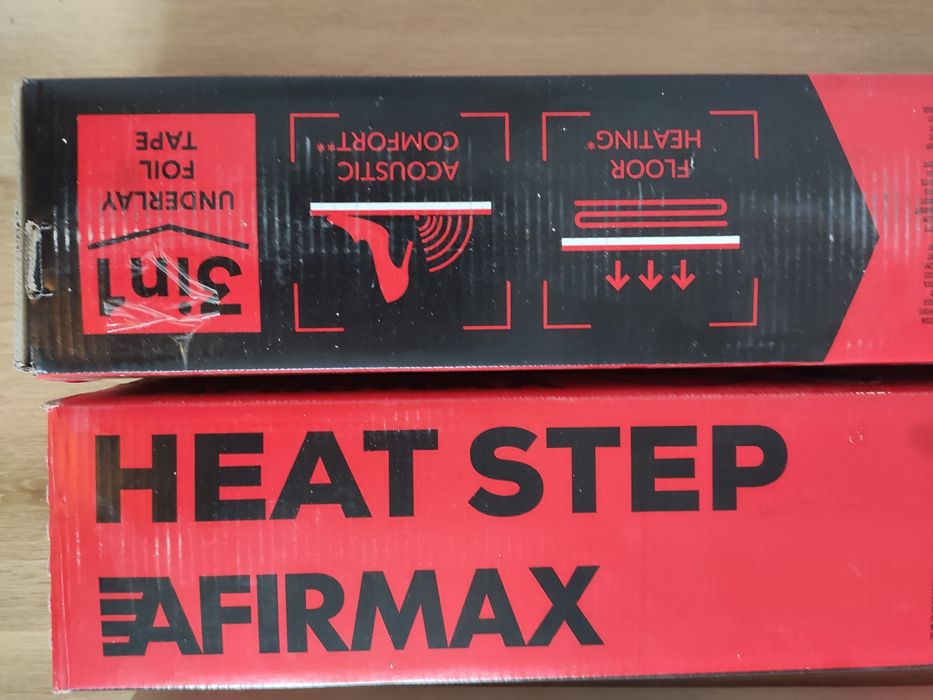 3in1
UNDERLAY
FOIL
TAPE
ACOUSTIC
COMFORT**
FLOOR
HEATING*
HEAT STEP
AFIRMAX